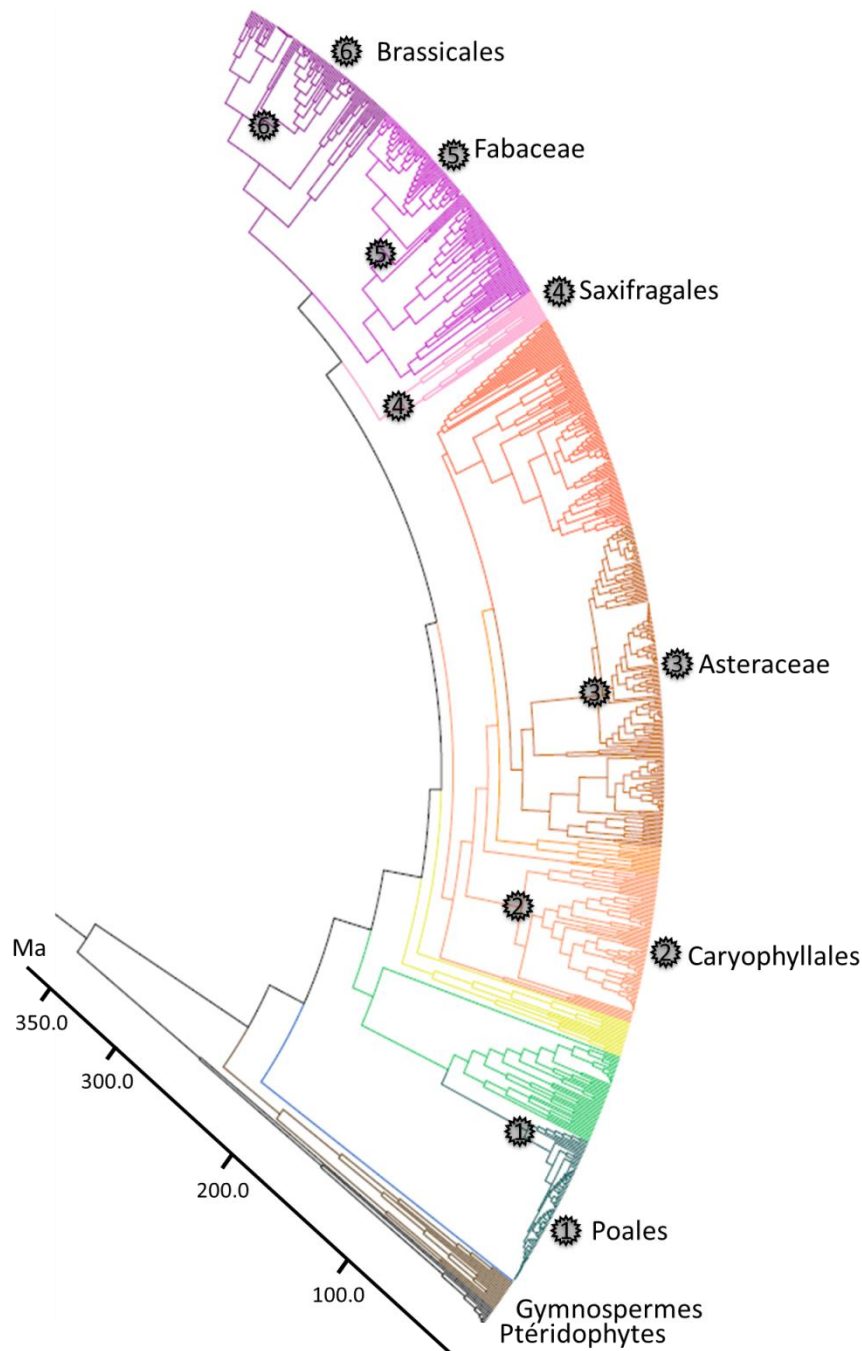 6 Brassicales
6
5 Fabaceae
5
4 Saxifragales
4
3 Asteraceae
3
2
2 Caryophyllales
Ma
350.0
300.0
200.0
100.0
1
1 Poales
Gymnospermes
Ptéridophytes